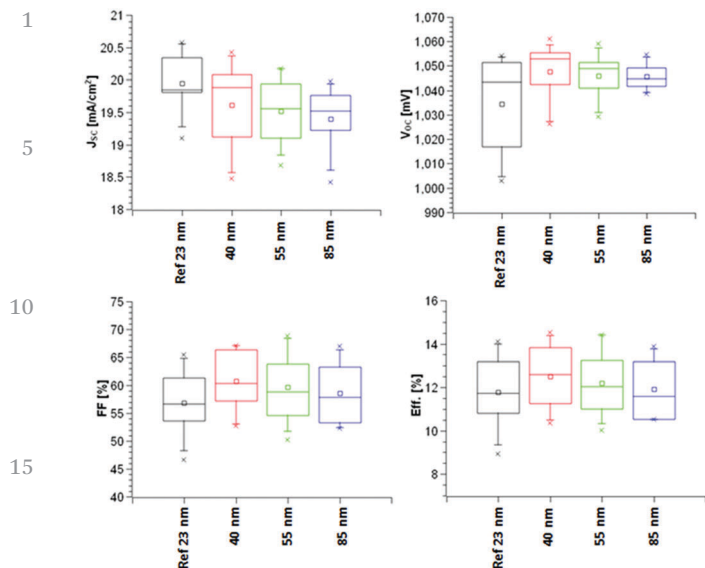 1
5
10
15
J_SC [mA/cm²]
21
20.5
20
19.5
19
18.5
18
Ref 23 nm
40 nm
55 nm
85 nm
V_OC [mV]
1,070
1,060
1,050
1,040
1,030
1,020
1,010
1,000
990
Ref 23 nm
40 nm
55 nm
85 nm
FF [%]
75
70
65
60
55
50
45
40
Ref 23 nm
40 nm
55 nm
85 nm
Eff. [%]
16
14
12
10
8
Ref 23 nm
40 nm
55 nm
85 nm